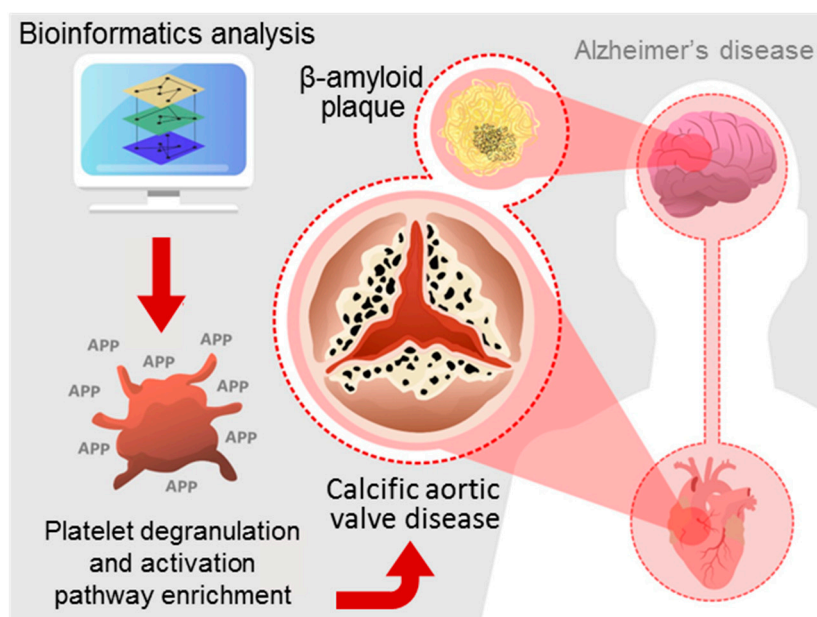 Bioinformatics analysis
Alzheimer's disease
β-amyloid
plaque
APP
APP
APP
APP
APP
APP
APP
APP
APP
Platelet degranulation
and activation
pathway enrichment
Calcific aortic
valve disease